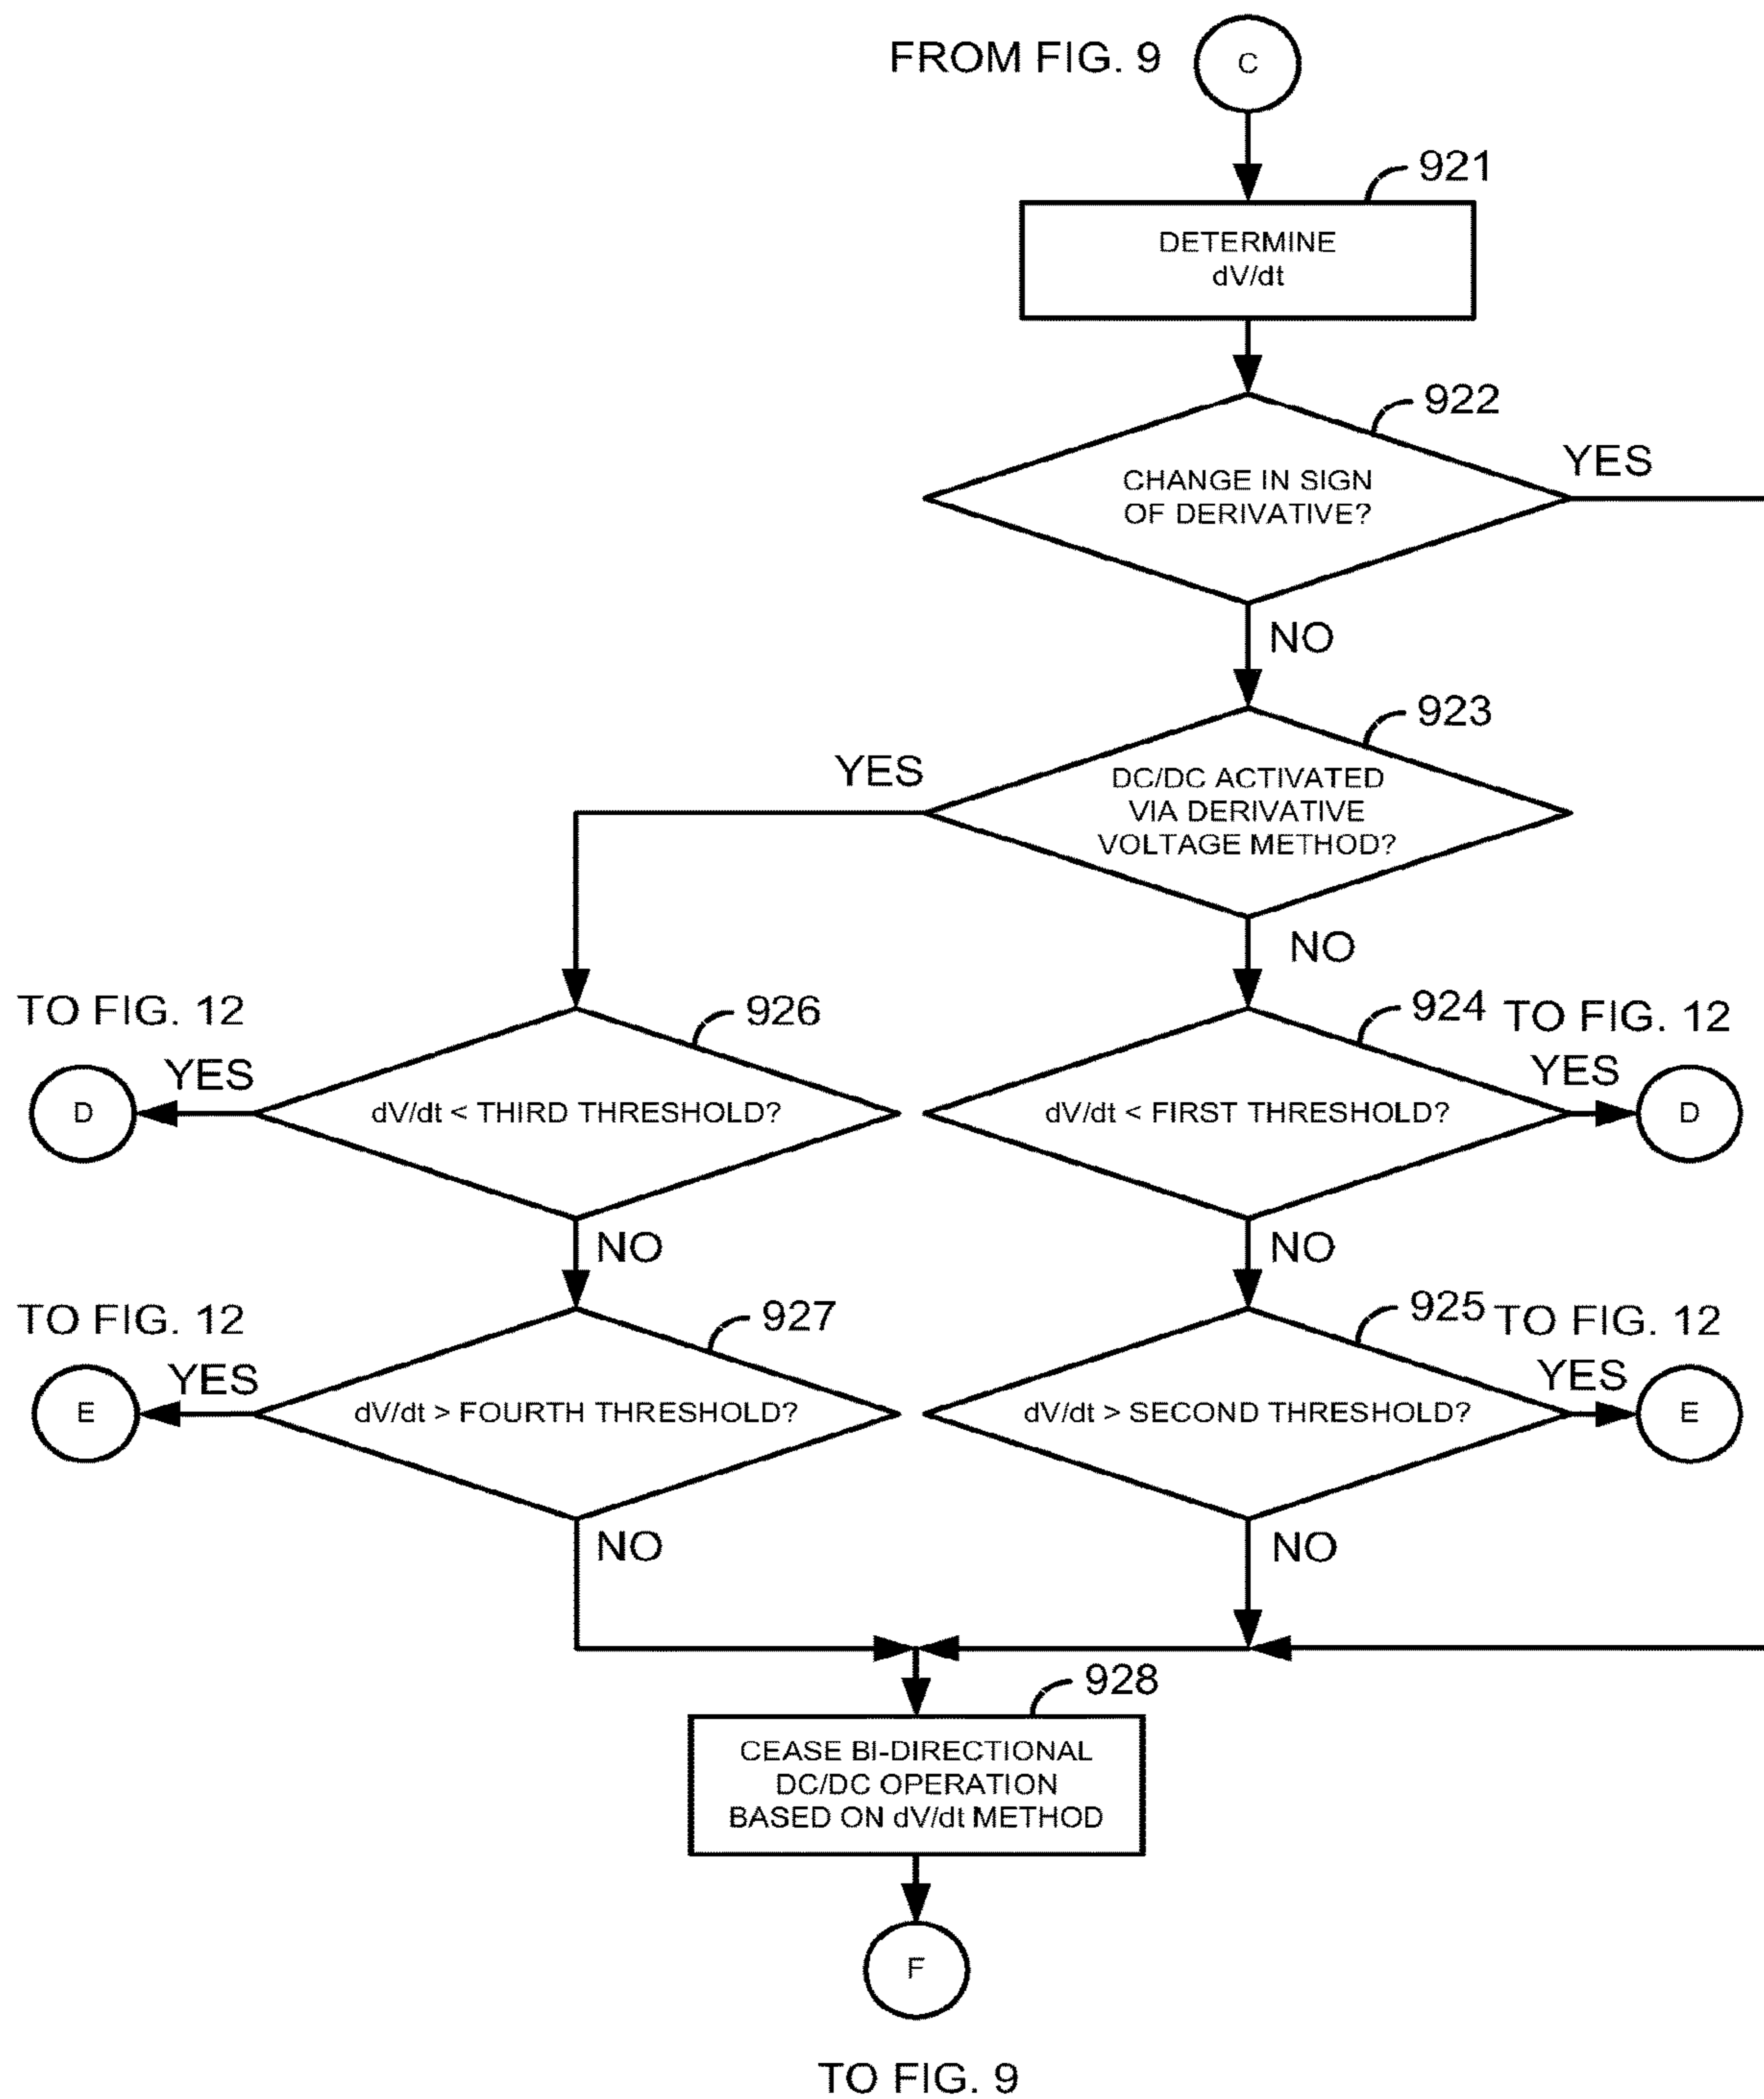 FROM FIG. 9
C
921
DETERMINE
dV/dt
922
CHANGE IN SIGN
OF DERIVATIVE?
YES
NO
923
DC/DC ACTIVATED
VIA DERIVATIVE
VOLTAGE METHOD?
YES
NO
TO FIG. 12
926
924
TO FIG. 12
D
YES
dV/dt < THIRD THRESHOLD?
dV/dt < FIRST THRESHOLD?
YES
D
NO
NO
TO FIG. 12
927
925
TO FIG. 12
E
YES
dV/dt > FOURTH THRESHOLD?
dV/dt > SECOND THRESHOLD?
YES
E
NO
NO
928
CEASE BI-DIRECTIONAL
DC/DC OPERATION
BASED ON dV/dt METHOD
F
TO FIG. 9